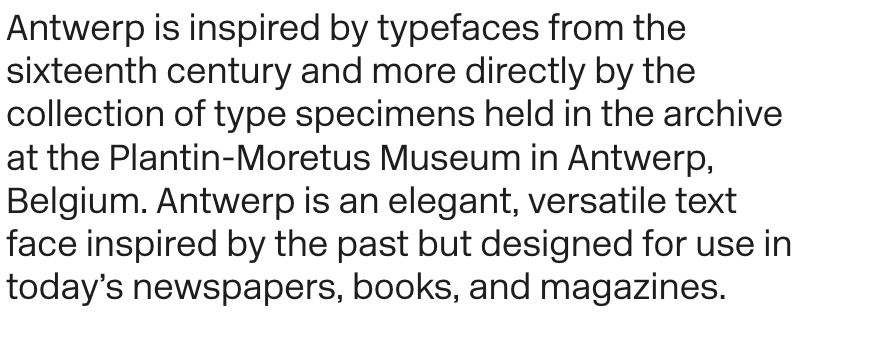 Antwerp is inspired by typefaces from the
sixteenth century and more directly by the
collection of type specimens held in the archive
at the Plantin-Moretus Museum in Antwerp,
Belgium. Antwerp is an elegant, versatile text
face inspired by the past but designed for use in
today’s newspapers, books, and magazines.